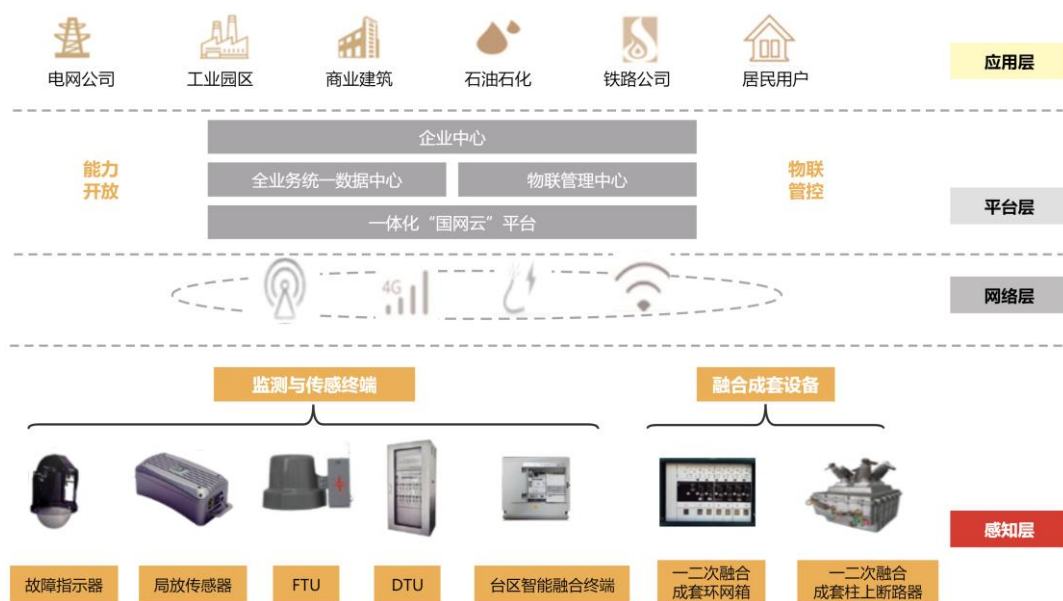 电网公司
工业园区
商业建筑
石油石化
铁路公司
居民用户
应用层
企业中心
能力
开放
全业务统一数据中心
物联管理中心
物联
管控
一体化“国网云”平台
平台层
4G
网络层
监测与传感终端
融合成套设备
感知层
故障指示器
局放传感器
FTU
DTU
台区智能融合终端
一二次融合
成套环网箱
一二次融合
成套柱上断路器